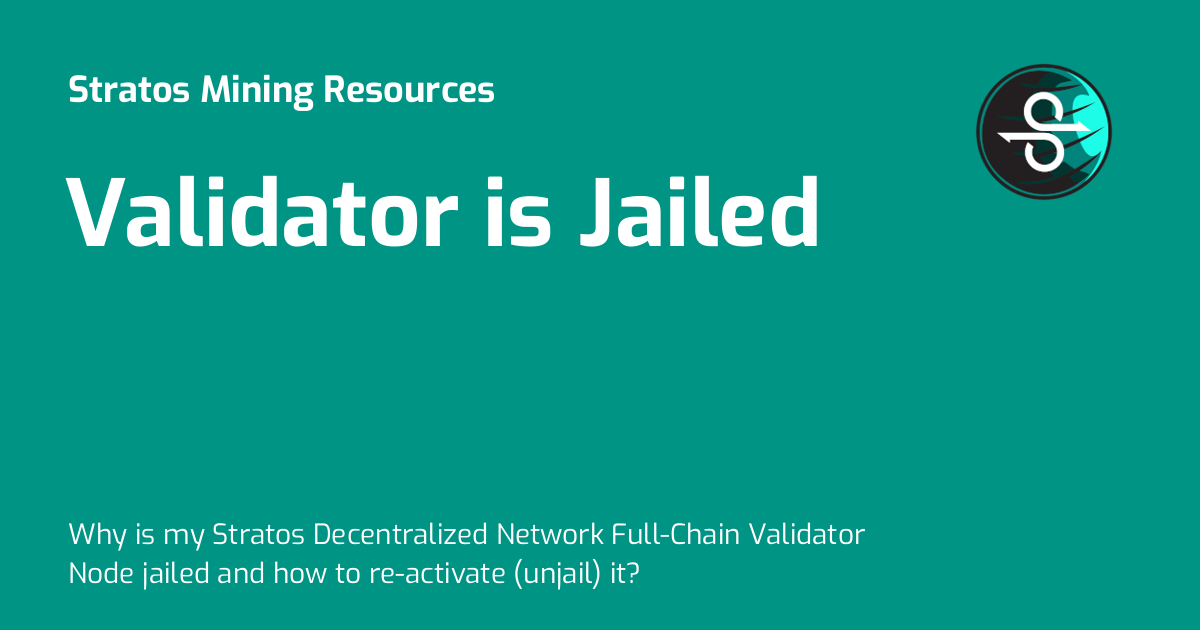 Stratos Mining Resources
Validator is Jailed
Why is my Stratos Decentralized Network Full-Chain Validator
Node jailed and how to re-activate (unjail) it?